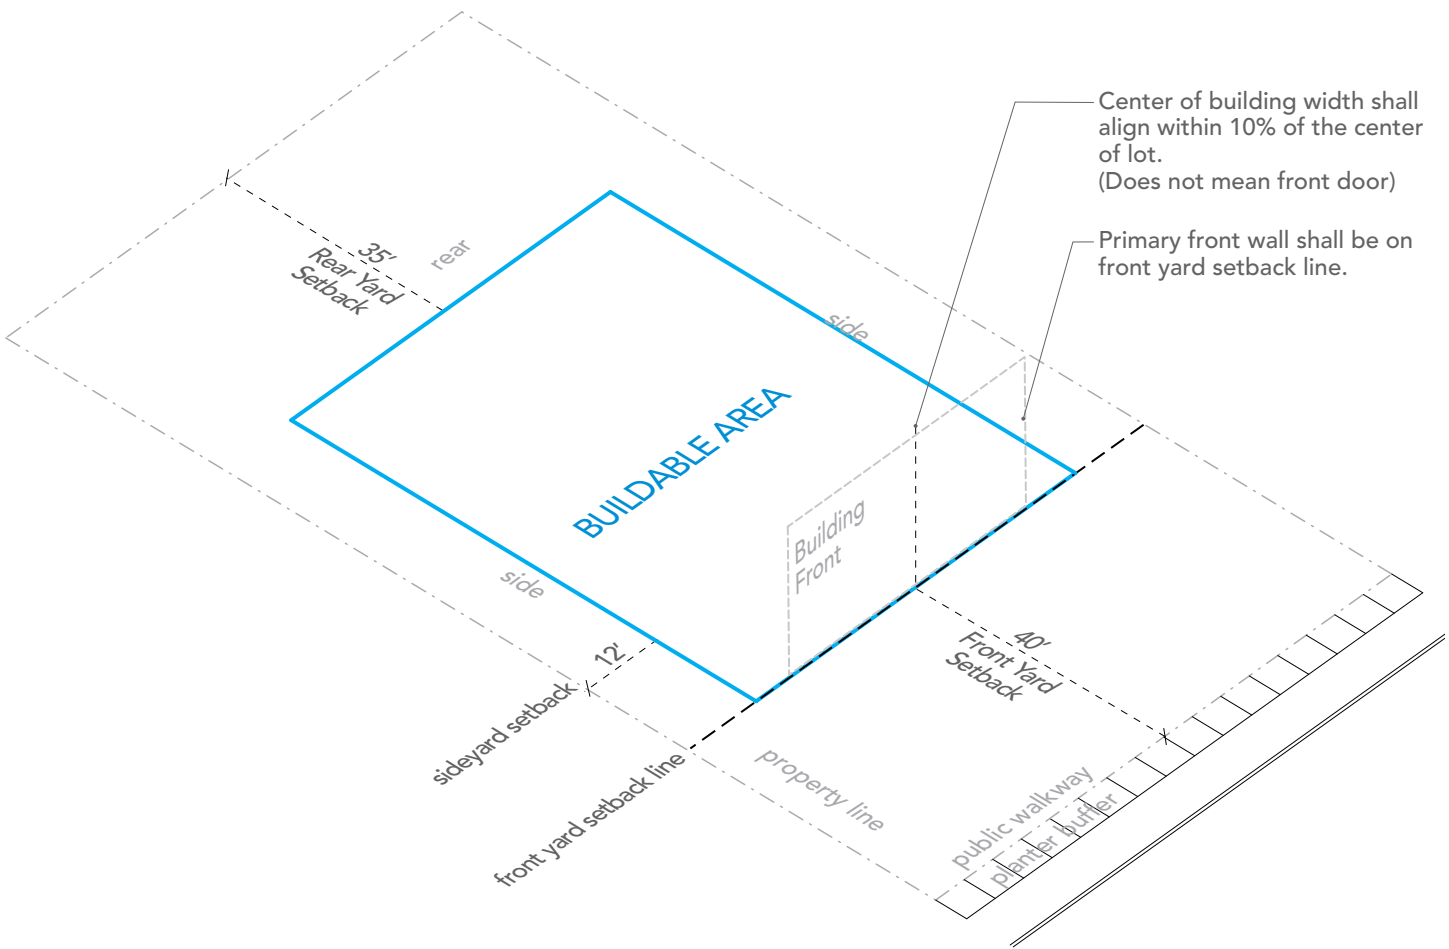 Center of building width shall
align within 10% of the center
of lot.
(Does not mean front door)
Primary front wall shall be on
front yard setback line.
35'
Rear Yard
Setback
rear
side
BUILDABLE AREA
Building
Front
side
12'
sideyard setback
40'
Front Yard
Setback
front yard setback line
property line
public walkway
planter buffer